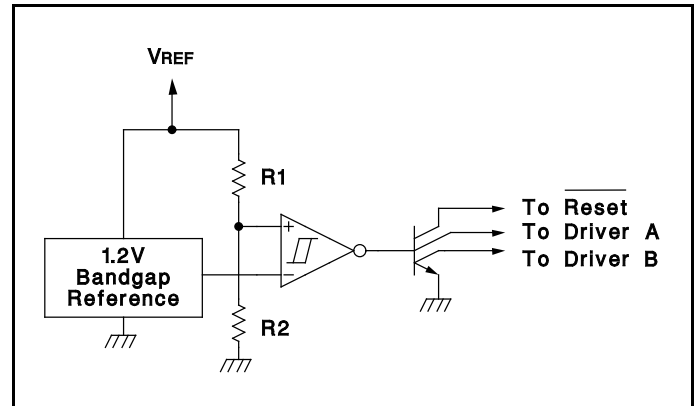 VREF
R1
+
−
1.2V
Bandgap
Reference
R2
To Reset
To Driver A
To Driver B